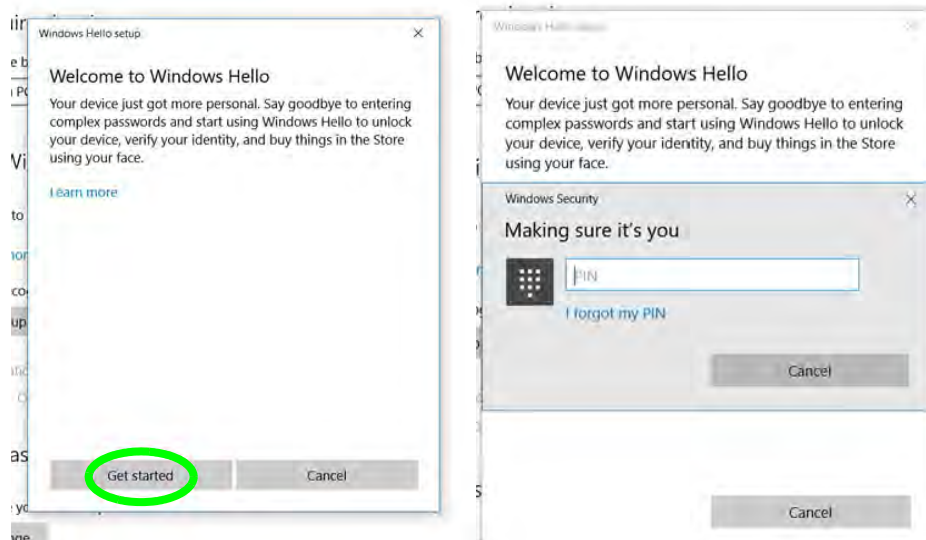 Windows Hello setup
Welcome to Windows Hello
Your device just got more personal. Say goodbye to entering
complex passwords and start using Windows Hello to unlock
your device, verify your identity, and buy things in the Store
using your face.
Learn more
Get started
Cancel
Windows Hello setup
Welcome to Windows Hello
Your device just got more personal. Say goodbye to entering
complex passwords and start using Windows Hello to unlock
your device, verify your identity, and buy things in the Store
using your face.
Windows Security
Making sure it's you
PIN
I forgot my PIN
Cancel
Cancel